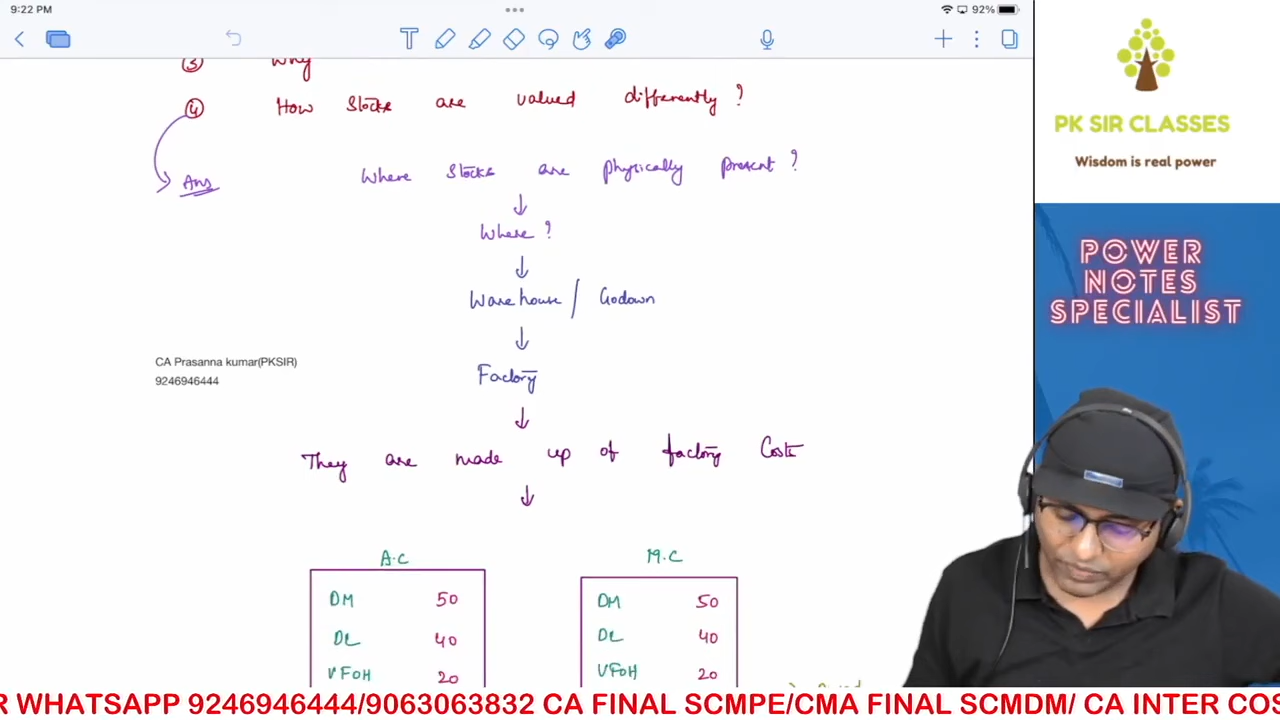 9:22 PM
92%
T
③ Why
④ How Stocks are valued differently?
Ans Where Stocks are physically present?
Where?
Warehouse / Godown
Factory
CA Prasanna kumar(PKSIR)
9246946444
They are made up of factory Costs
A.C
DM 50
DL 40
VFOH 20
M.C
DM 50
DL 40
VFOH 20
PK SIR CLASSES
Wisdom is real power
POWER
NOTES
SPECIALIST
R WHATSAPP 9246946444/9063063832 CA FINAL SCMPE/CMA FINAL SCMDM/ CA INTER COS